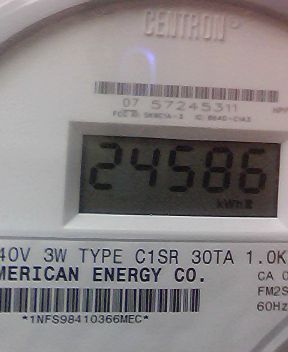 CENTRON®
07 57245311
24586
kWh
40V 3W TYPE C1SR 30TA 1.0K
MERICAN ENERGY CO.
CA 0
FM2S
60Hz
*1NFS98410366MEC*